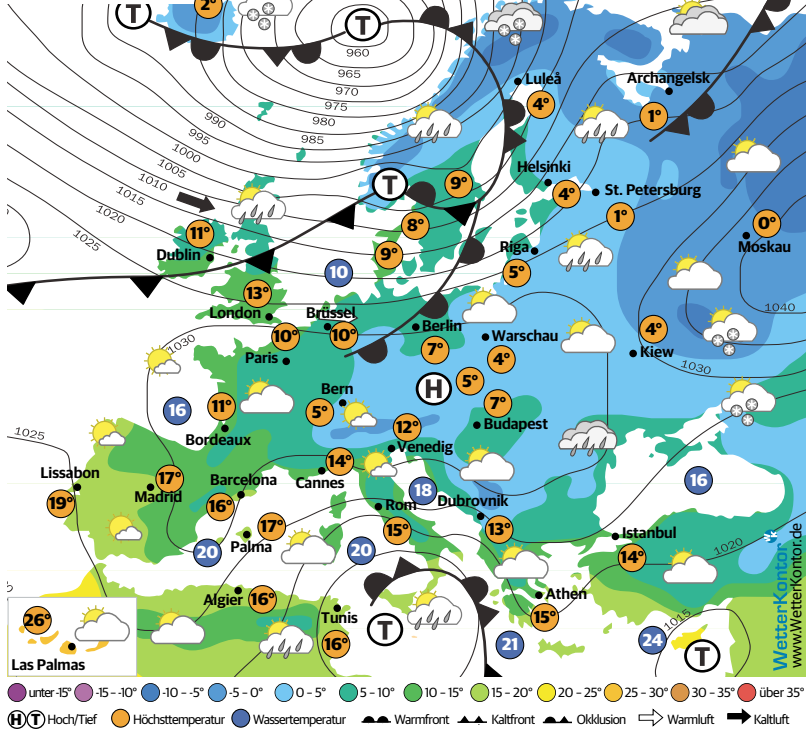 T
2°
T
960
965
970
975
980
985
990
995
1000
1005
1010
1015
1020
1025
Luleå
4°
Archangelsk
1°
Helsinki
4°
St. Petersburg
1°
0°
Moskau
T
9°
8°
9°
11°
Dublin
10
Riga
5°
13°
London
Brüssel
10°
10°
Paris
Berlin
7°
Warschau
4°
4°
Kiew
1040
1030
1030
H
5°
7°
Budapest
Bern
5°
16
11°
Bordeaux
12°
Venedig
1025
Lissabon
19°
17°
Madrid
Barcelona
16°
14°
Cannes
18
Rom
15°
Dubrovnik
13°
16
Istanbul
14°
1020
20
17°
Palma
20
Algier
16°
Tunis
16°
T
Athen
15°
21
24
1015
T
26°
Las Palmas
WetterKontor
www.WetterKontor.de
unter -15° -15 - -10° -10 - -5° -5 - 0° 0 - 5° 5 - 10° 10 - 15° 15 - 20° 20 - 25° 25 - 30° 30 - 35° über 35°
H T Hoch/Tief Höchsttemperatur Wassertemperatur Warmfront Kaltfront Okklusion Warmluft Kaltluft